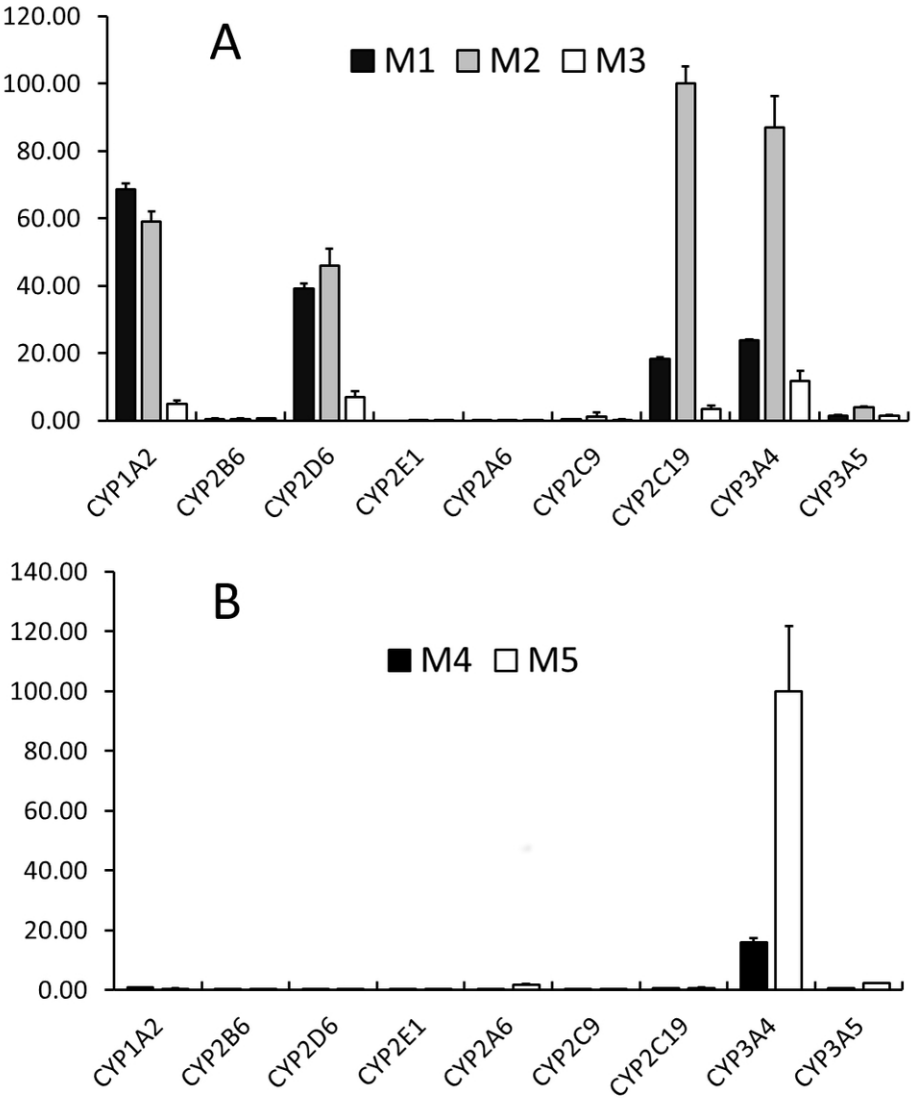 120.00
A
M1 M2 M3
100.00
80.00
60.00
40.00
20.00
0.00
CYP1A2 CYP2B6 CYP2D6 CYP2E1 CYP2A6 CYP2C9 CYP2C19 CYP3A4 CYP3A5
140.00
B
120.00
M4 M5
100.00
80.00
60.00
40.00
20.00
0.00
CYP1A2 CYP2B6 CYP2D6 CYP2E1 CYP2A6 CYP2C9 CYP2C19 CYP3A4 CYP3A5